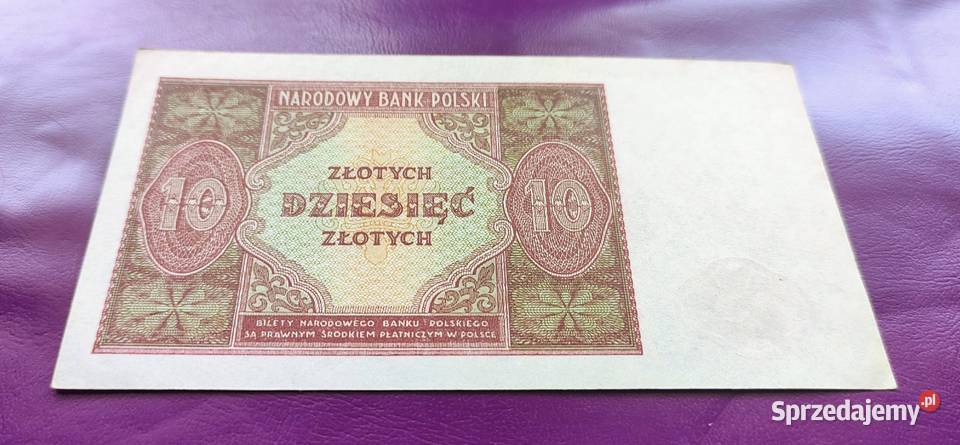 NARODOWY BANK POLSKI
ZŁOTYCH
10 DZIESIĘĆ 10
ZŁOTYCH
BILETY NARODOWEGO BANKU POLSKIEGO
SĄ PRAWNYM ŚRODKIEM PŁATNICZYM W POLSCE
Sprzedajemy.pl